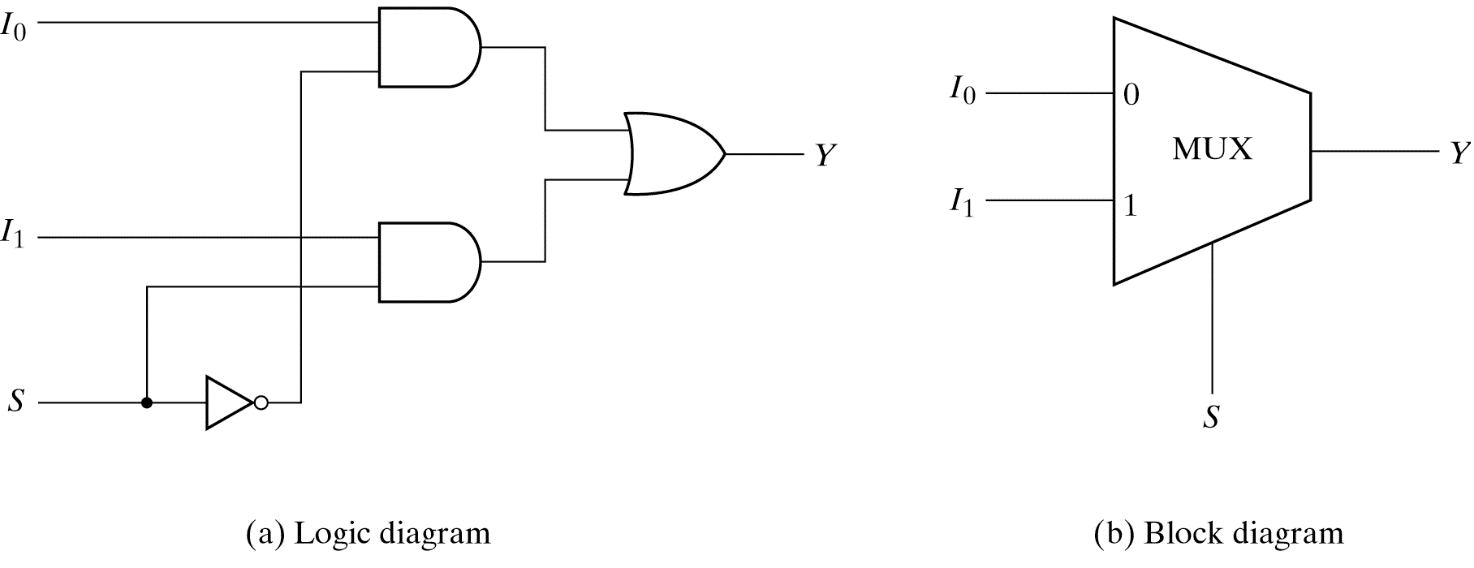 I0
I1
S
Y
(a) Logic diagram
I0
I1
0
1
MUX
Y
S
(b) Block diagram